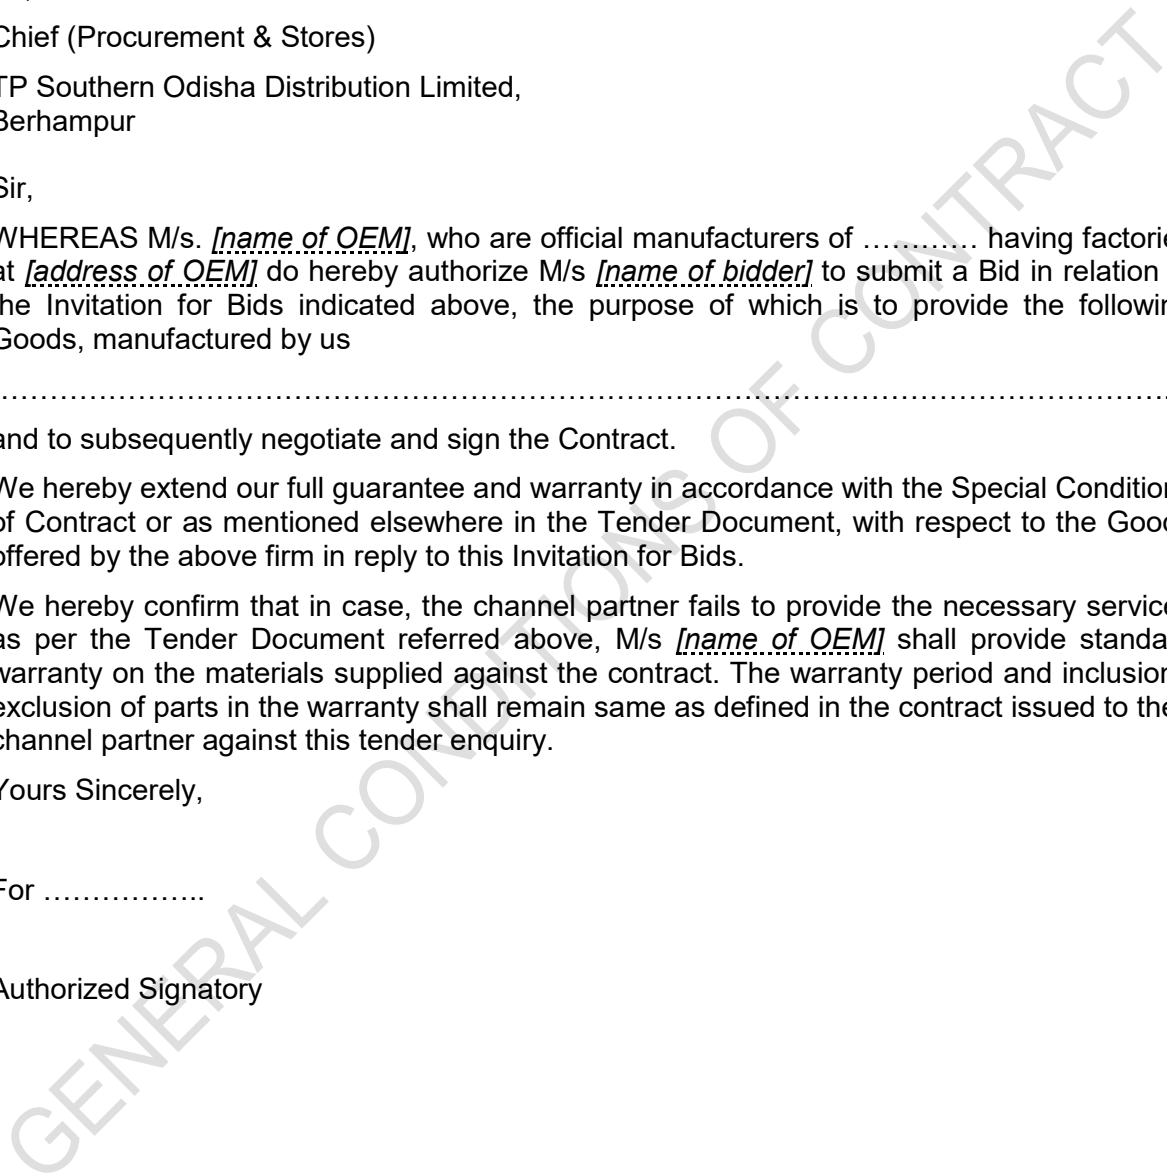 Chief (Procurement & Stores)
TP Southern Odisha Distribution Limited,
Berhampur
Sir,
WHEREAS M/s. [name of OEM], who are official manufacturers of ………… having factorie
at [address of OEM] do hereby authorize M/s [name of bidder] to submit a Bid in relation
the Invitation for Bids indicated above, the purpose of which is to provide the followin
Goods, manufactured by us
……………………………………………………………………………………………………………
and to subsequently negotiate and sign the Contract.
We hereby extend our full guarantee and warranty in accordance with the Special Condition
of Contract or as mentioned elsewhere in the Tender Document, with respect to the Good
offered by the above firm in reply to this Invitation for Bids.
We hereby confirm that in case, the channel partner fails to provide the necessary service
as per the Tender Document referred above, M/s [name of OEM] shall provide standa
warranty on the materials supplied against the contract. The warranty period and inclusion
exclusion of parts in the warranty shall remain same as defined in the contract issued to the
channel partner against this tender enquiry.
Yours Sincerely,
For ……………..
Authorized Signatory
GENERAL CONDITIONS OF CONTRACT